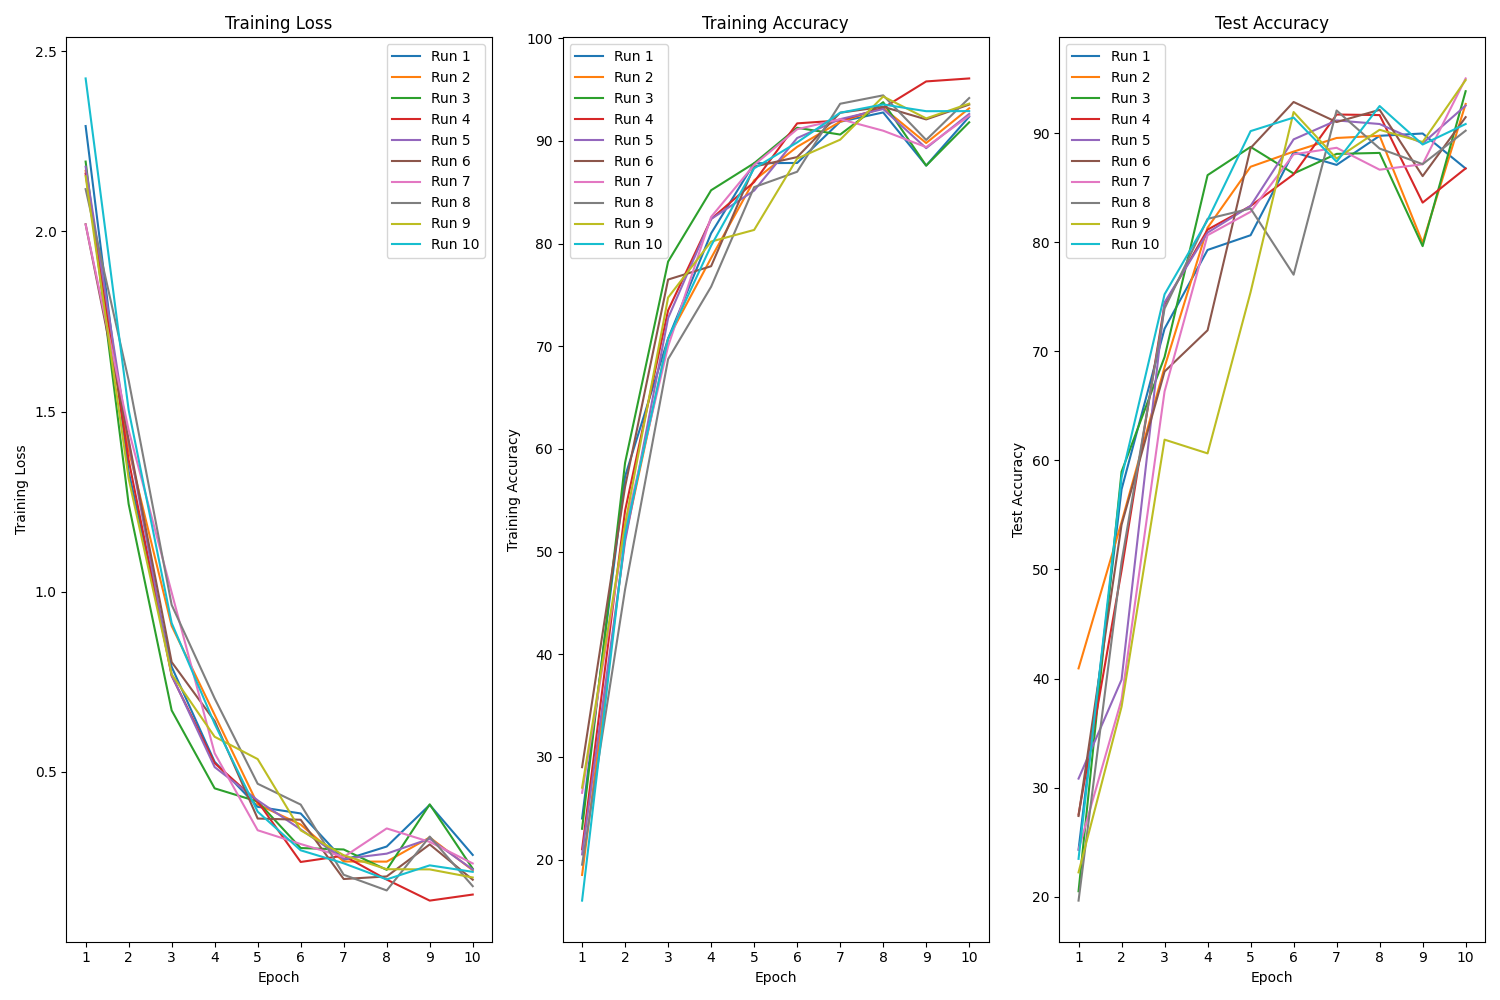 Training Loss
Training Loss
2.5
2.0
1.5
1.0
0.5
Run 1
Run 2
Run 3
Run 4
Run 5
Run 6
Run 7
Run 8
Run 9
Run 10
1 2 3 4 5 6 7 8 9 10
Epoch
Training Accuracy
Training Accuracy
100
90
80
70
60
50
40
30
20
Run 1
Run 2
Run 3
Run 4
Run 5
Run 6
Run 7
Run 8
Run 9
Run 10
1 2 3 4 5 6 7 8 9 10
Epoch
Test Accuracy
Test Accuracy
90
80
70
60
50
40
30
20
Run 1
Run 2
Run 3
Run 4
Run 5
Run 6
Run 7
Run 8
Run 9
Run 10
1 2 3 4 5 6 7 8 9 10
Epoch